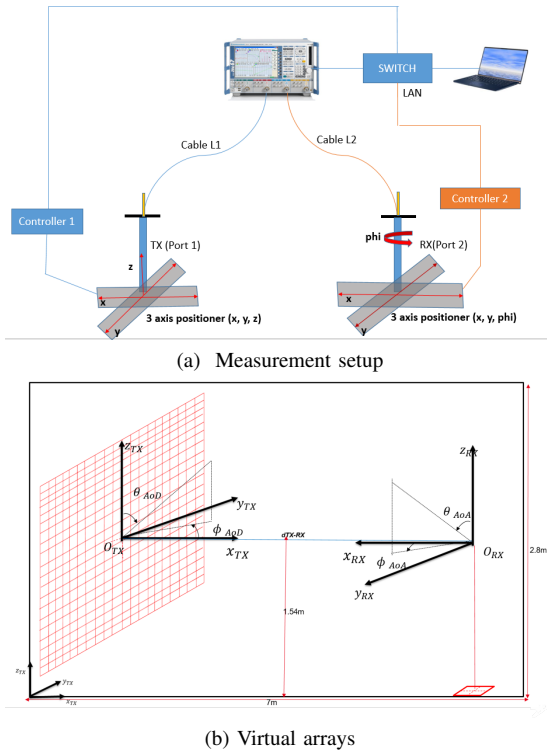 SWITCH
LAN
Cable L1
Cable L2
Controller 1
Controller 2
TX (Port 1)
phi
RX(Port 2)
z
x
y
3 axis positioner (x, y, z)
x
y
3 axis positioner (x, y, phi)
(a) Measurement setup
z_TX
z_RX
θ_AoD
y_TX
θ_AoA
ϕ_AoD
d_TX-RX
O_TX
x_TX
x_RX
ϕ_AoA
O_RX
y_RX
2.8m
1.54m
z_TX
y_TX
x_TX
7m
(b) Virtual arrays